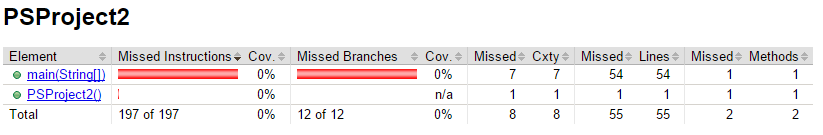 PSProject2
Element Missed Instructions Cov. Missed Branches Cov. Missed Cxty Missed Lines Missed Methods
main(String[]) 0% 0% 7 7 54 54 1 1
PSProject2() 0% n/a 1 1 1 1 1 1
Total 197 of 197 0% 12 of 12 0% 8 8 55 55 2 2